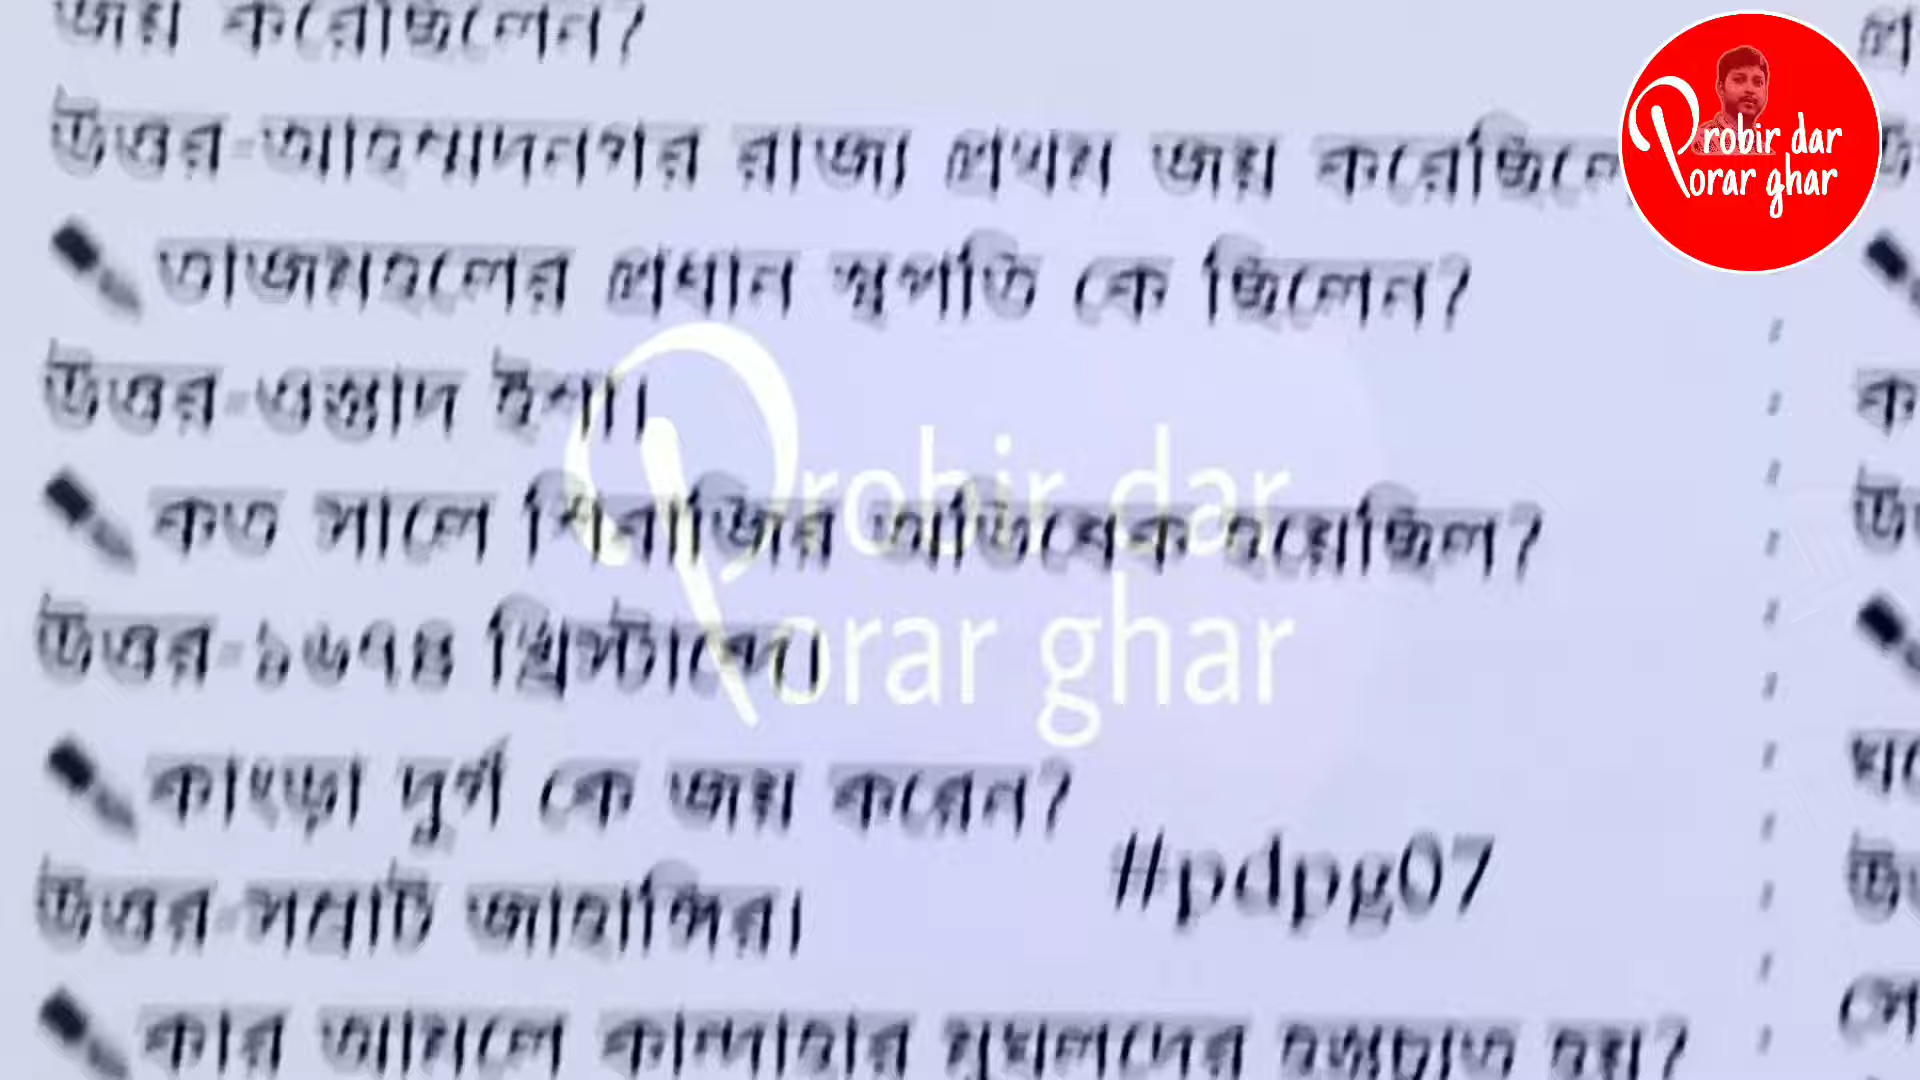 জয় করেছিলেন?
উত্তর-আহম্মদনগর রাজ্য প্রথম জয় করেছিলে
তাজমহলের প্রধান স্থপতি কে ছিলেন?
উত্তর-ওস্তাদ ইশা।
কত সালে শিবাজির অভিষেক হয়েছিল?
উত্তর-১৬৭৪ খ্রিস্টাব্দে।
কাংড়া দুর্গ কে জয় করেন?
#pdpg07
উত্তর-সম্রাট জাহাঙ্গির।
কার আমলে কান্দাহার মুঘলদের হস্তচ্যুত হয়?
Probir dar
Porar ghar
Probir dar
Porar ghar